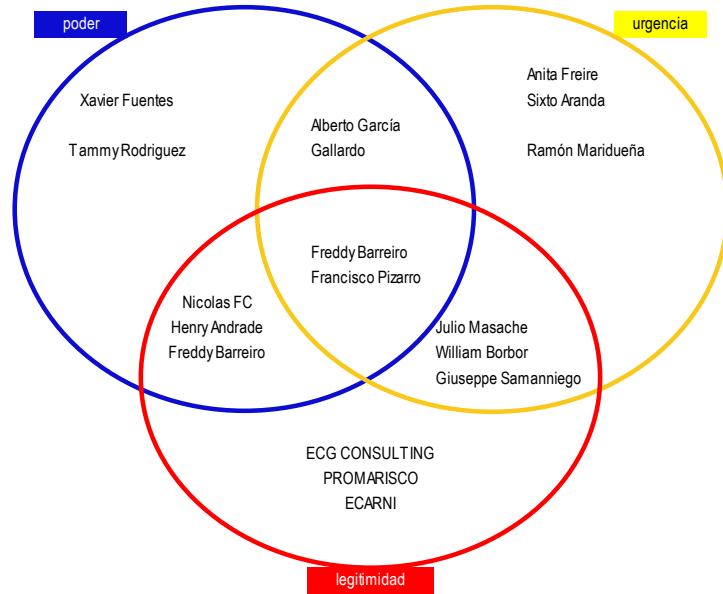 poder
urgencia
Xavier Fuentes
Tammy Rodriguez
Alberto García
Gallardo
Anita Freire
Sixto Aranda
Ramón Maridueña
Freddy Barreiro
Francisco Pizarro
Nicolas FC
Henry Andrade
Freddy Barreiro
Julio Masache
William Borbor
Giuseppe Samanniego
ECG CONSULTING
PROMARISCO
ECARNI
legitimidad